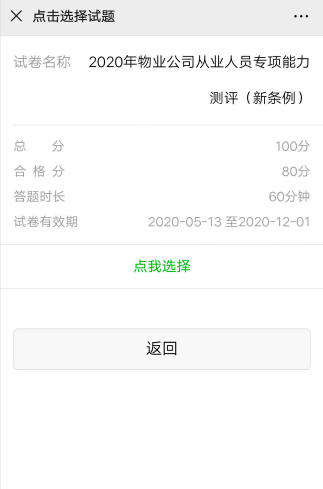 点击选择试题
试卷名称 2020年物业公司从业人员专项能力
测评（新条例）
总 分 100分
合 格 分 80分
答题时长 60分钟
试卷有效期 2020-05-13 至2020-12-01
点我选择
返回